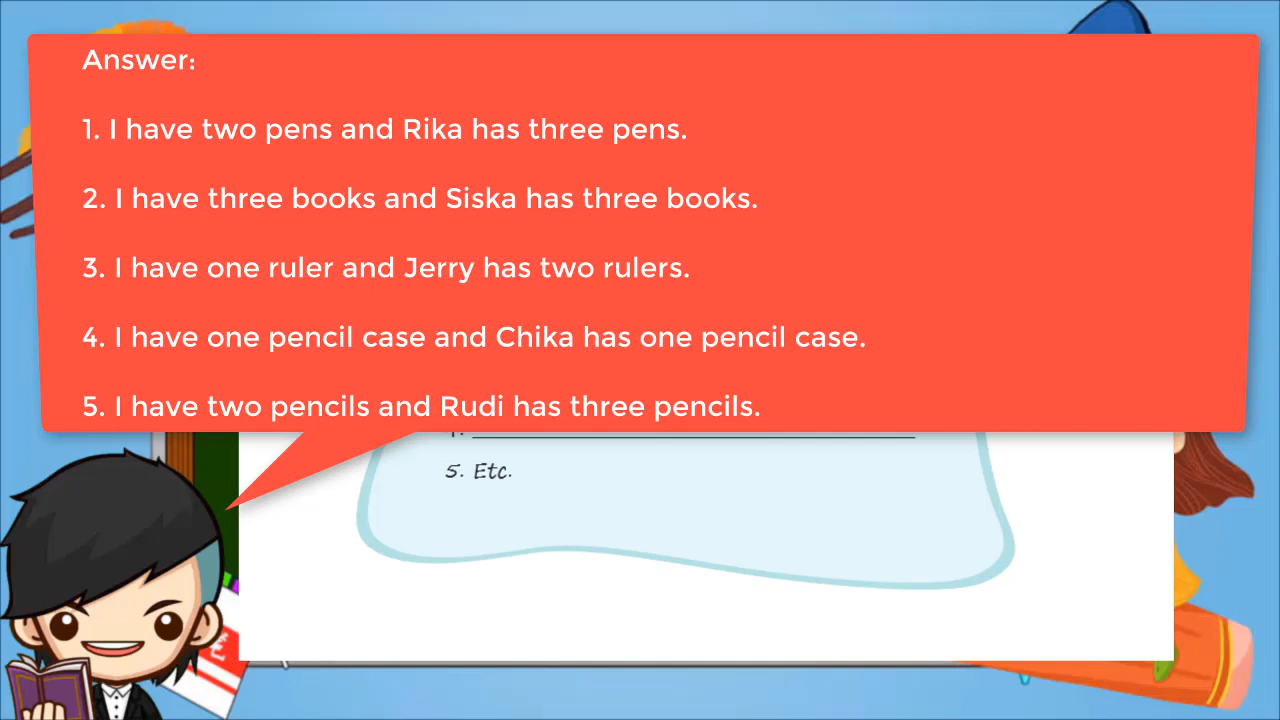 Answer:
1. I have two pens and Rika has three pens.
2. I have three books and Siska has three books.
3. I have one ruler and Jerry has two rulers.
4. I have one pencil case and Chika has one pencil case.
5. I have two pencils and Rudi has three pencils.
5. Etc.